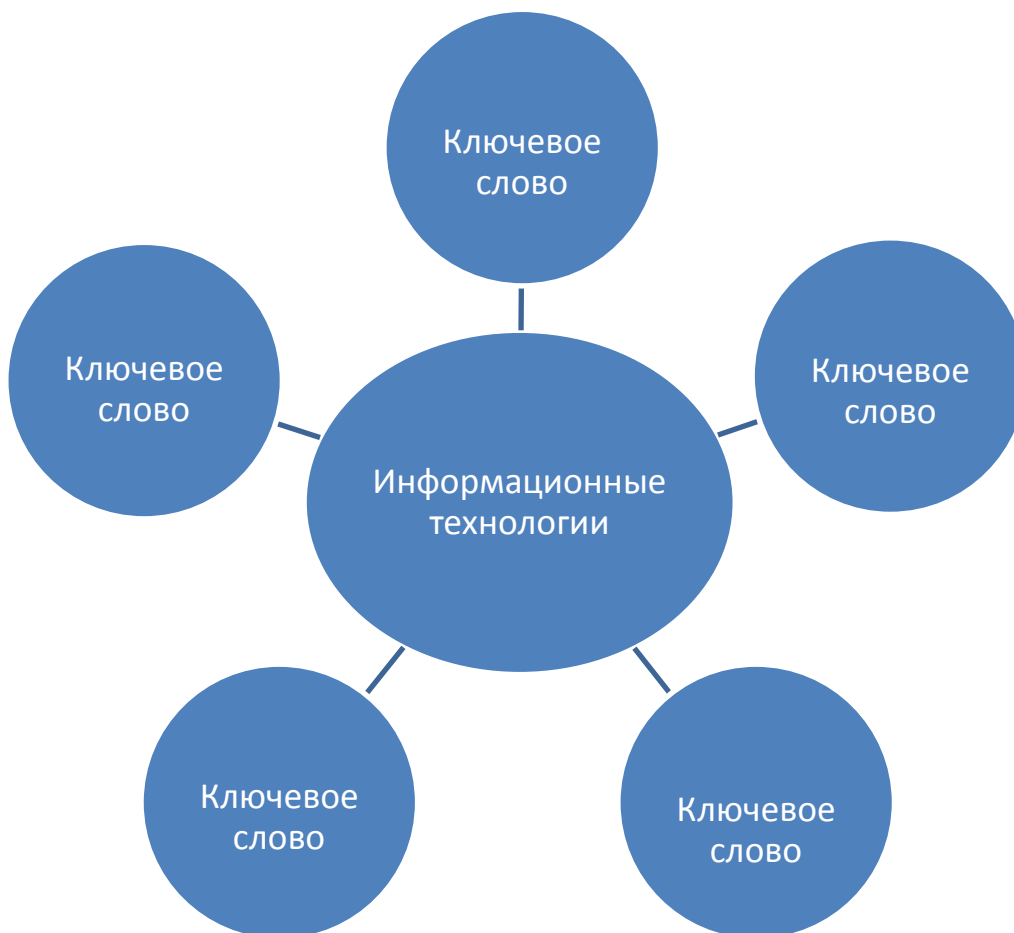 Ключевое
слово
Ключевое
слово
Ключевое
слово
Информационные
технологии
Ключевое
слово
Ключевое
слово